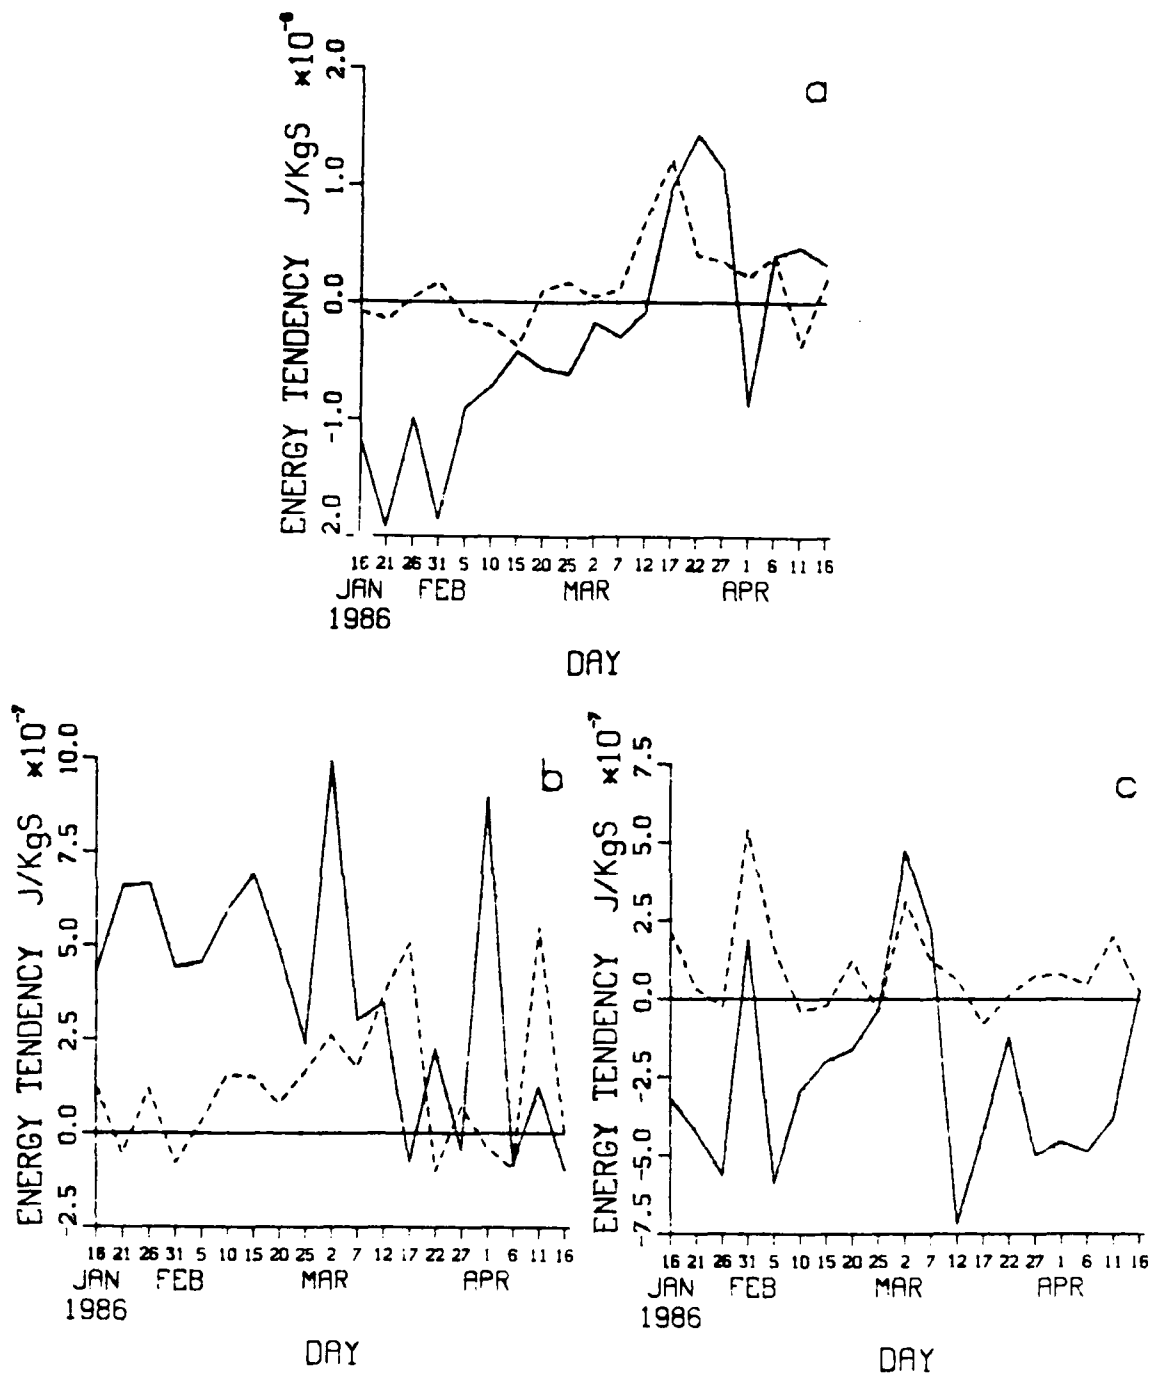 a
ENERGY TENDENCY J/KgS
2.0
1.0
0.0
-1.0
2.0
16 21 26 31 5 10 15 20 25 2 7 12 17 22 27 1 6 11 16
JAN FEB MAR APR
1986
DAY
b
ENERGY TENDENCY J/KgS ×10⁻⁷
10.0
7.5
5.0
2.5
0.0
-2.5
16 21 26 31 5 10 15 20 25 2 7 12 17 22 27 1 6 11 16
JAN FEB MAR APR
1986
DAY
c
ENERGY TENDENCY J/KgS ×10⁻⁷
7.5
5.0
2.5
0.0
-2.5
-5.0
-7.5
16 21 26 31 5 10 15 20 25 2 7 12 17 22 27 1 6 11 16
JAN FEB MAR APR
1986
DAY